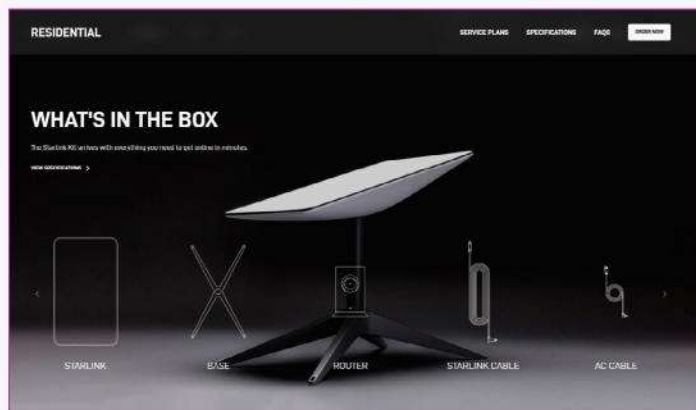 RESIDENTIAL
SERVICE PLANS
SPECIFICATIONS
FAQS
ORDER NOW
WHAT'S IN THE BOX
The Starlink Kit arrives with everything you need to get online in minutes.
VIEW SPECIFICATIONS
STARLINK
BASE
ROUTER
STARLINK CABLE
AC CABLE